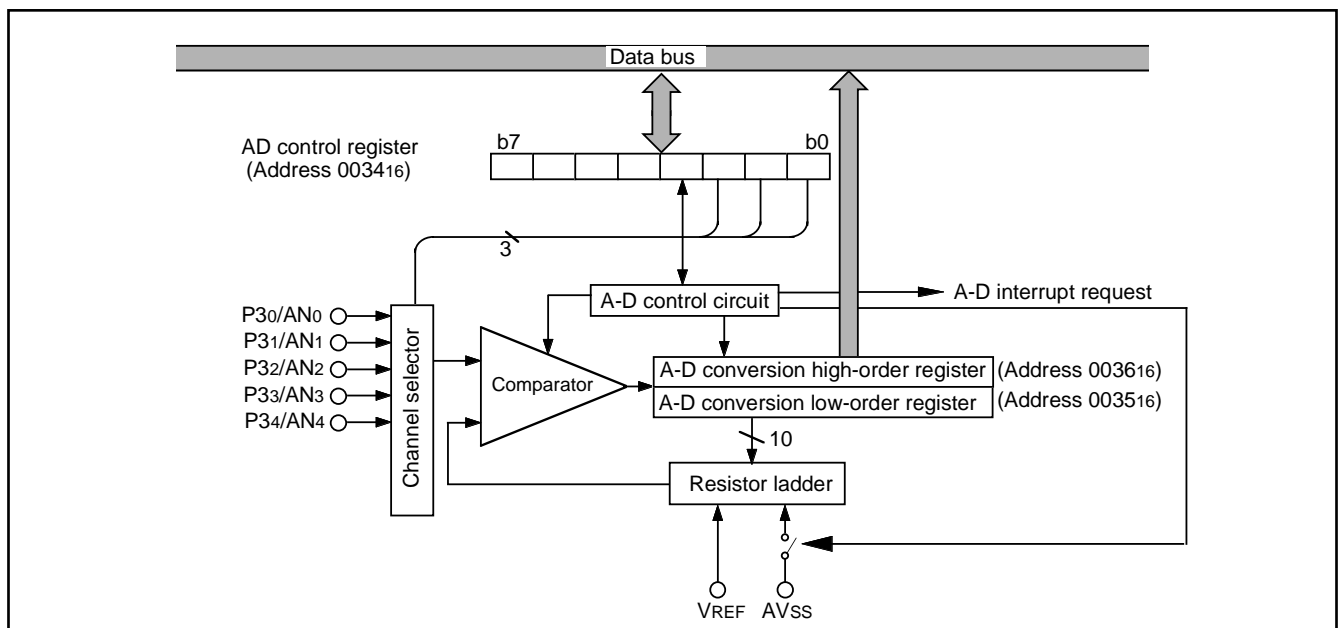 Data bus
b7 b0
AD control register
(Address 003416)
3
A-D control circuit
A-D interrupt request
P30/AN0
P31/AN1
P32/AN2
P33/AN3
P34/AN4
Channel selector
Comparator
A-D conversion high-order register (Address 003616)
A-D conversion low-order register (Address 003516)
10
Resistor ladder
VREF AVSS